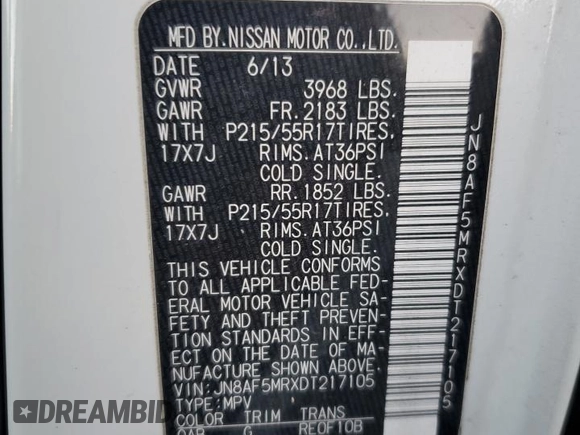 MFD BY.NISSAN MOTOR CO.,LTD.
DATE 6/13
GVWR 3968 LBS.
GAWR FR.2183 LBS.
WITH P215/55R17TIRES.
17X7J RIMS.AT36PSI
COLD SINGLE.
GAWR RR.1852 LBS.
WITH P215/55R17TIRES.
17X7J RIMS.AT36PSI
COLD SINGLE.
THIS VEHICLE CONFORMS
TO ALL APPLICABLE FED-
ERAL MOTOR VEHICLE SA-
FETY AND THEFT PREVEN-
TION STANDARDS IN EFF-
ECT ON THE DATE OF MA-
NUFACTURE SHOWN ABOVE.
VIN:JN8AF5MRXDT217105
TYPE:MPV
COLOR TRIM TRANS
QAB G RE0F10B
JN8AF5MRXDT217105
AUTOBIDMASTER